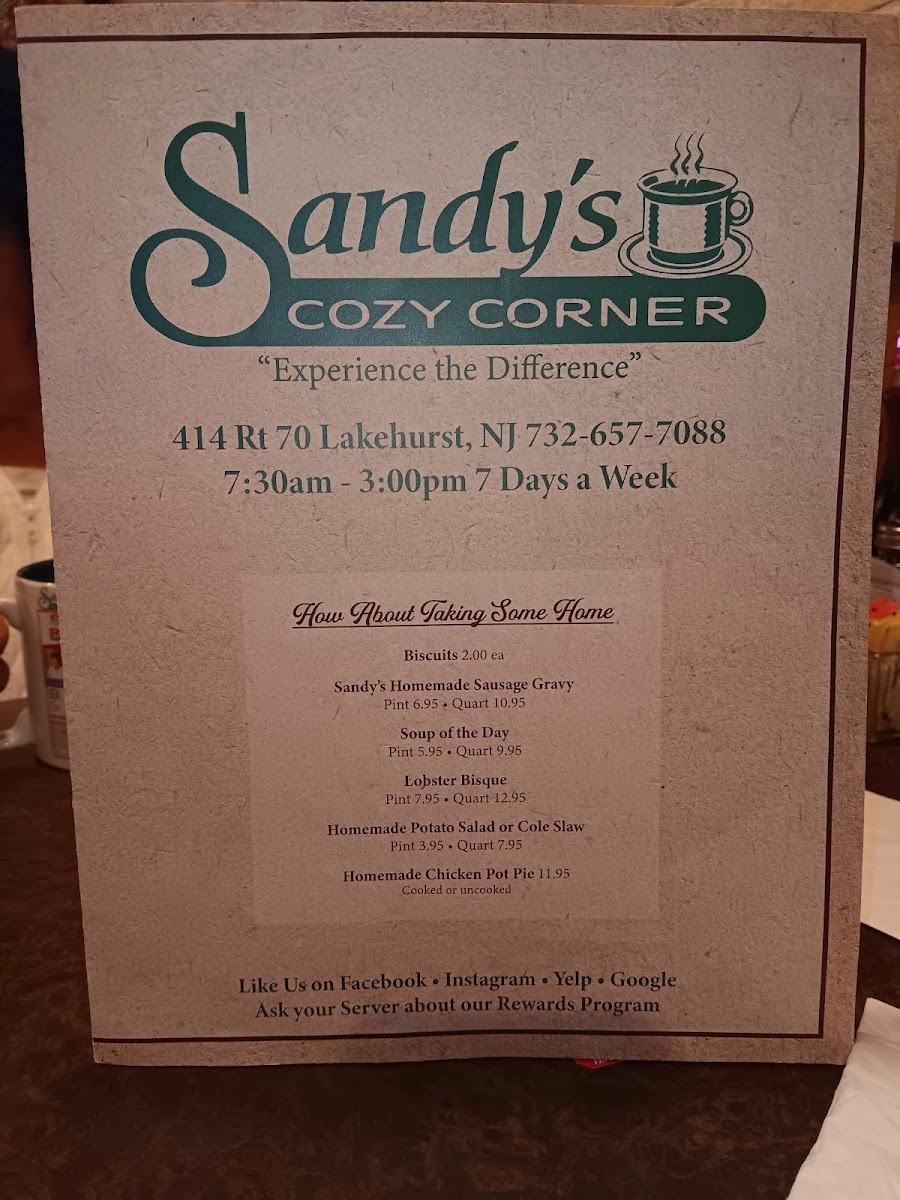 Sandy's
COZY CORNER
“Experience the Difference”
414 Rt 70 Lakehurst, NJ 732-657-7088
7:30am - 3:00pm 7 Days a Week
How About Taking Some Home
Biscuits 2.00 ea
Sandy's Homemade Sausage Gravy
Pint 6.95 • Quart 10.95
Soup of the Day
Pint 5.95 • Quart 9.95
Lobster Bisque
Pint 7.95 • Quart 12.95
Homemade Potato Salad or Cole Slaw
Pint 3.95 • Quart 7.95
Homemade Chicken Pot Pie 11.95
Cooked or uncooked
Like Us on Facebook • Instagram • Yelp • Google
Ask your Server about our Rewards Program